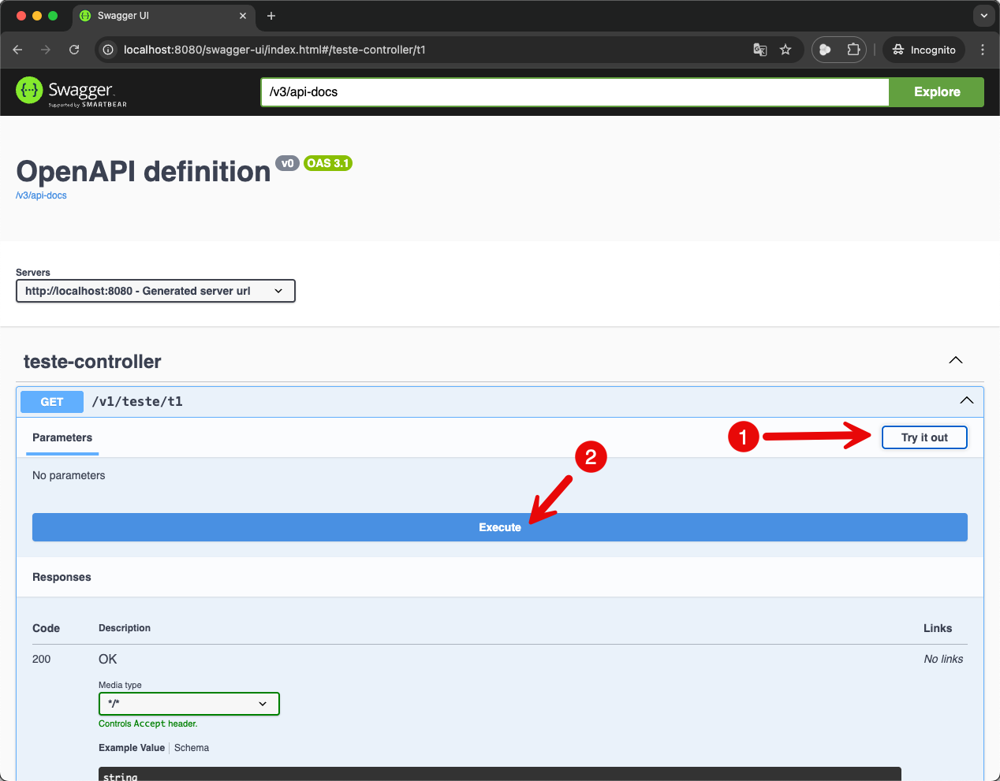 Swagger UI
localhost:8080/swagger-ui/index.html#/teste-controller/t1
Incognito
Swagger
Supported by SMARTBEAR
/v3/api-docs
Explore
OpenAPI definition v0 OAS 3.1
/v3/api-docs
Servers
http://localhost:8080 - Generated server url
teste-controller
GET /v1/teste/t1
Parameters
1
Try it out
2
No parameters
Execute
Responses
Code Description Links
200 OK No links
Media type
*/*
Controls Accept header.
Example Value Schema
string